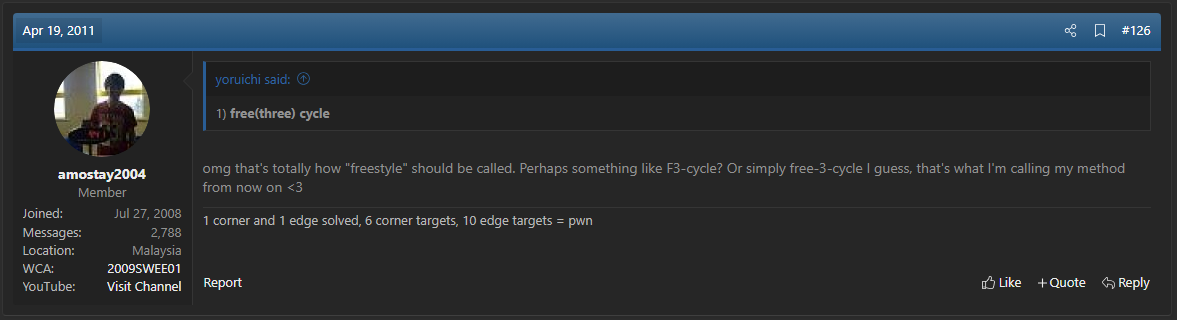 Apr 19, 2011
#126
yoruichi said:
1) free(three) cycle
amostay2004
Member
Joined: Jul 27, 2008
Messages: 2,788
Location: Malaysia
WCA: 2009SWEE01
YouTube: Visit Channel
omg that's totally how "freestyle" should be called. Perhaps something like F3-cycle? Or simply free-3-cycle I guess, that's what I'm calling my method
from now on <3
1 corner and 1 edge solved, 6 corner targets, 10 edge targets = pwn
Report
Like
+Quote
Reply